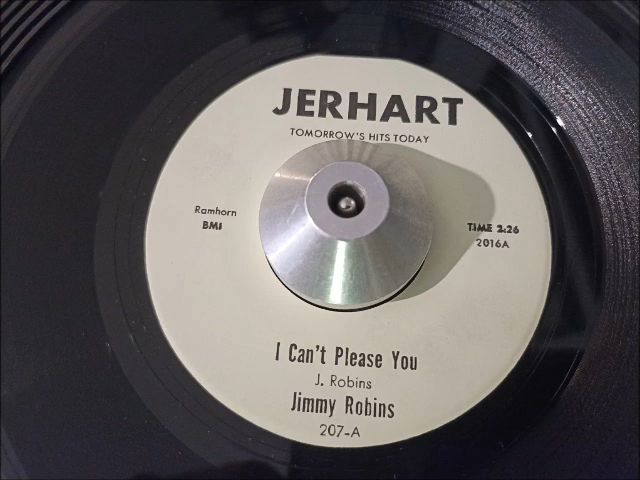 JERHART
TOMORROW'S HITS TODAY
Ramhorn
BMI
TIME 2:26
2016A
I Can't Please You
J. Robins
Jimmy Robins
207-A